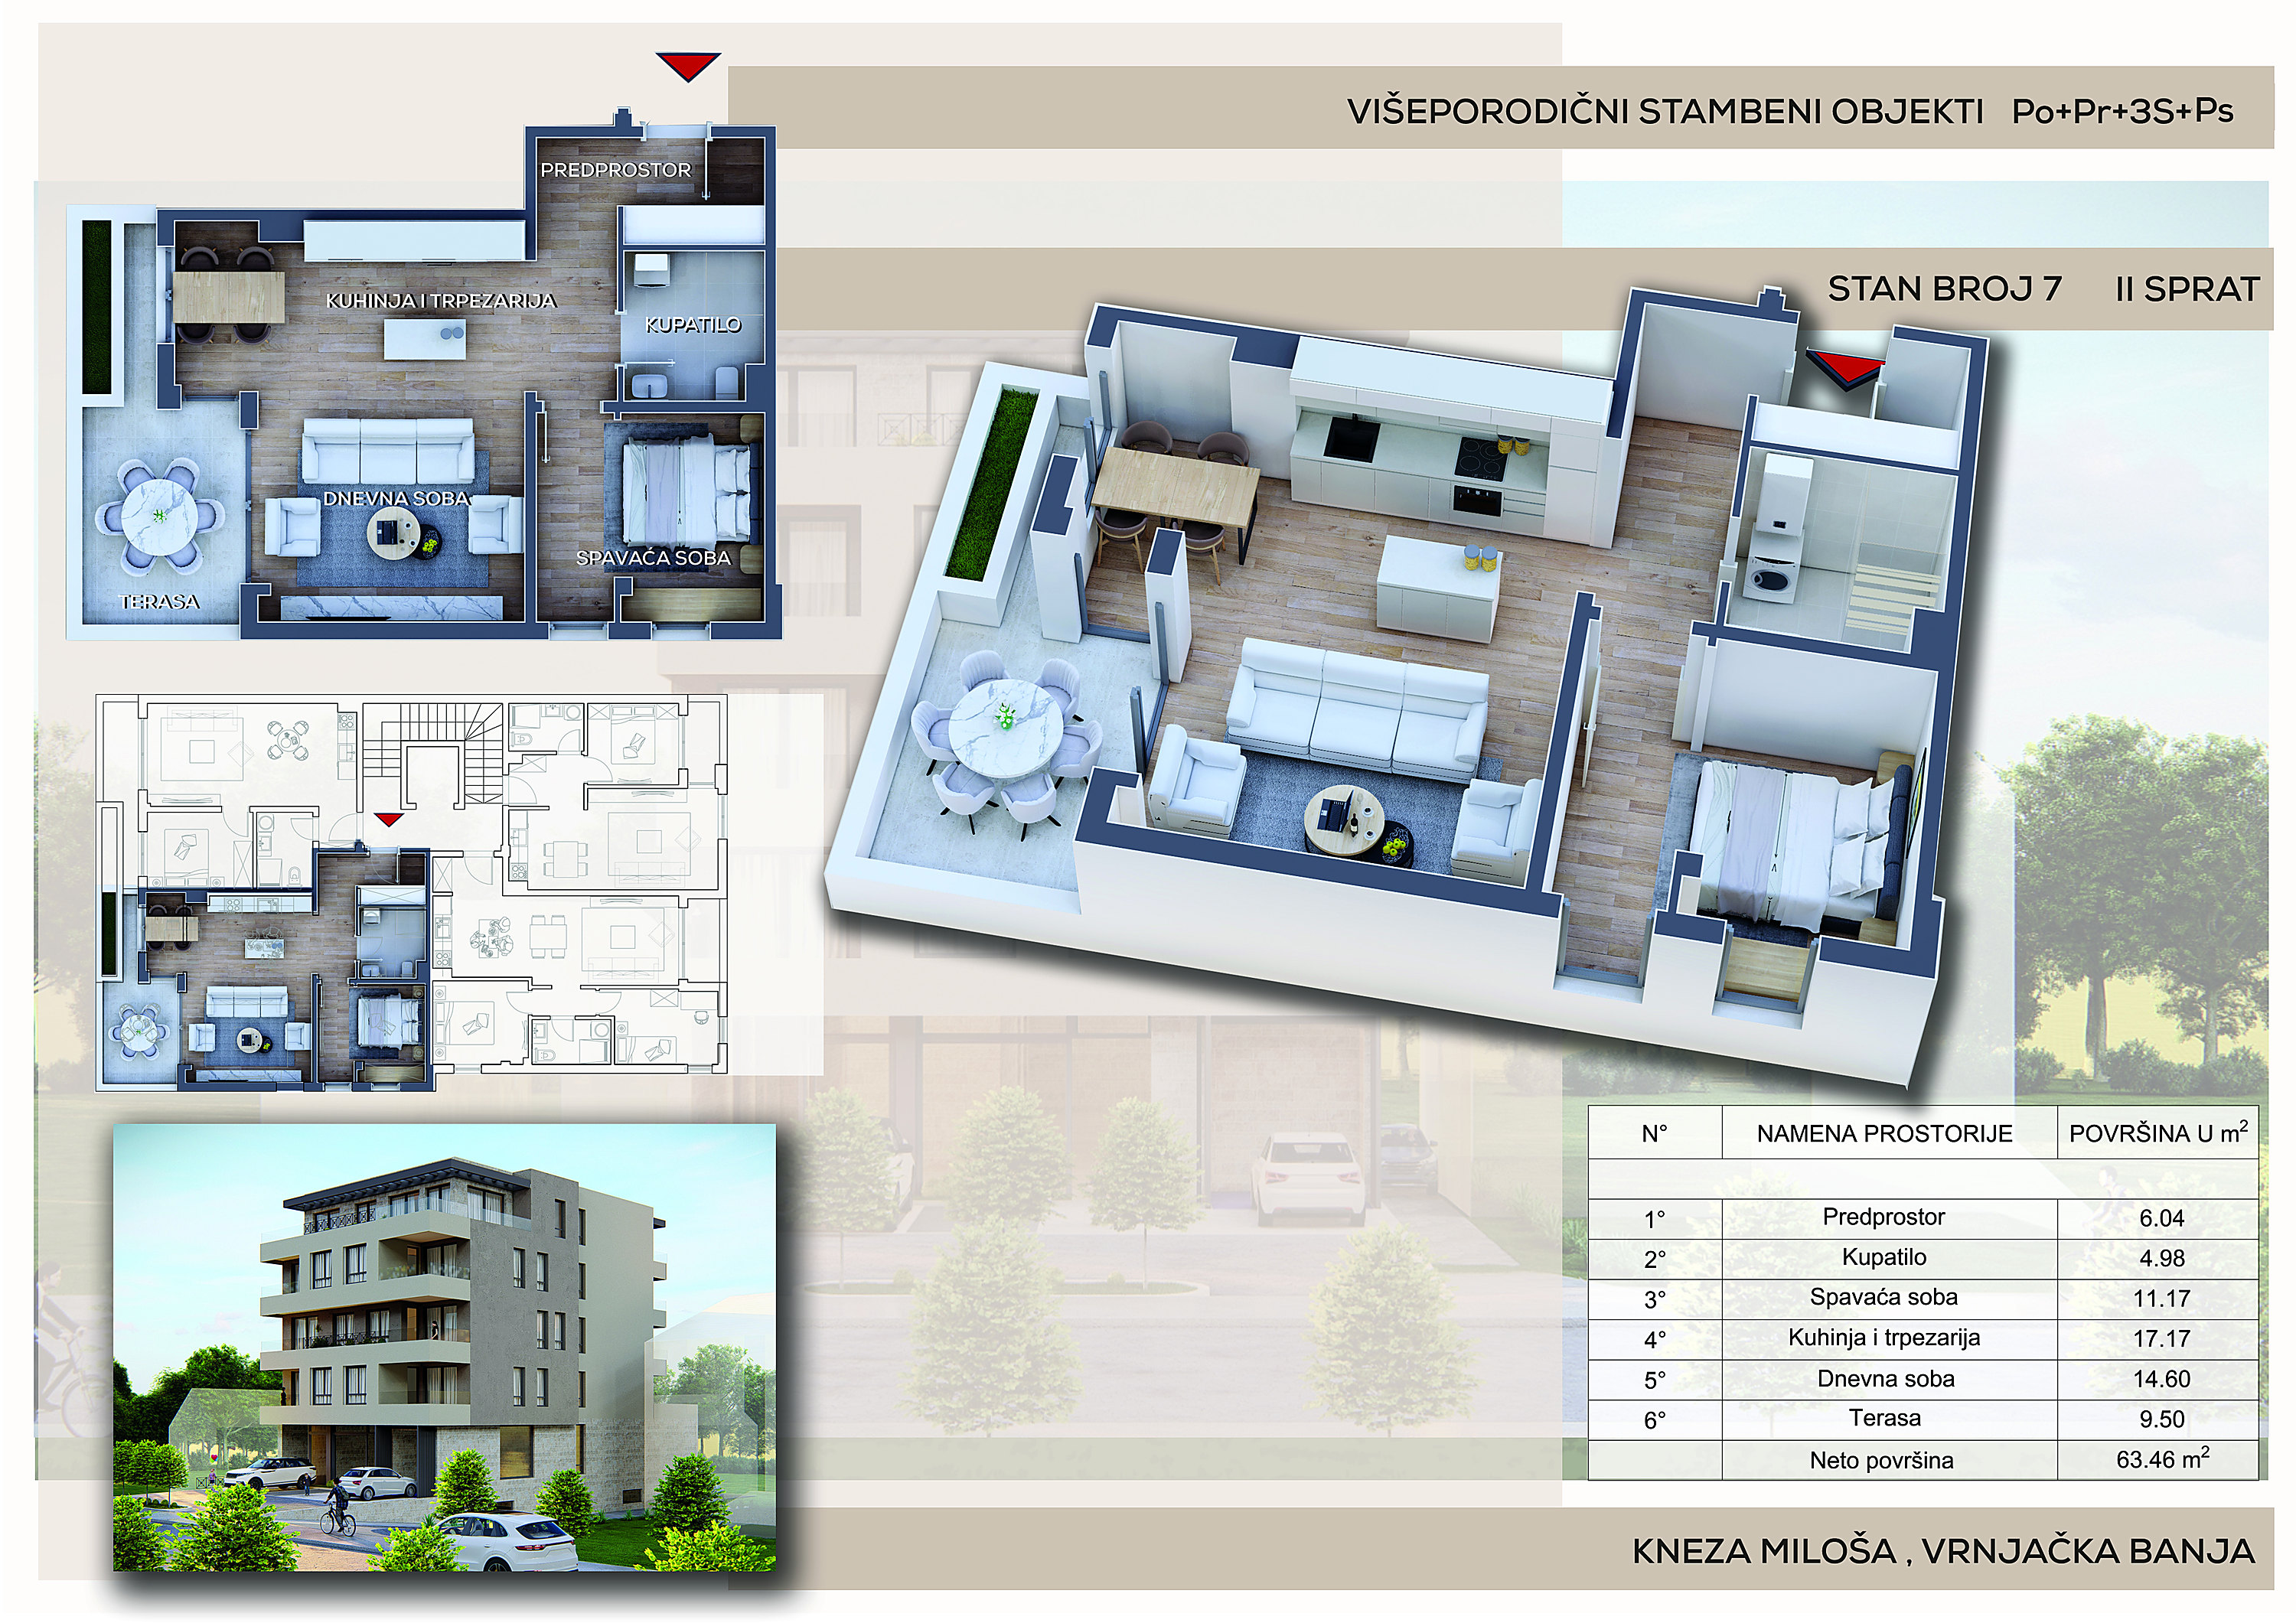 VIŠEPORODIČNI STAMBENI OBJEKTI Po+Pr+3S+Ps
STAN BROJ 7 II SPRAT
PREDPROSTOR
KUHINJA I TRPEZARIJA
KUPATILO
DNEVNA SOBA
SPAVAĆA SOBA
TERASA
N° NAMENA PROSTORIJE POVRŠINA U m²
1° Predprostor 6.04
2° Kupatilo 4.98
3° Spavaća soba 11.17
4° Kuhinja i trpezarija 17.17
5° Dnevna soba 14.60
6° Terasa 9.50
Neto površina 63.46 m²
KNEZA MILOŠA , VRNJAČKA BANJA